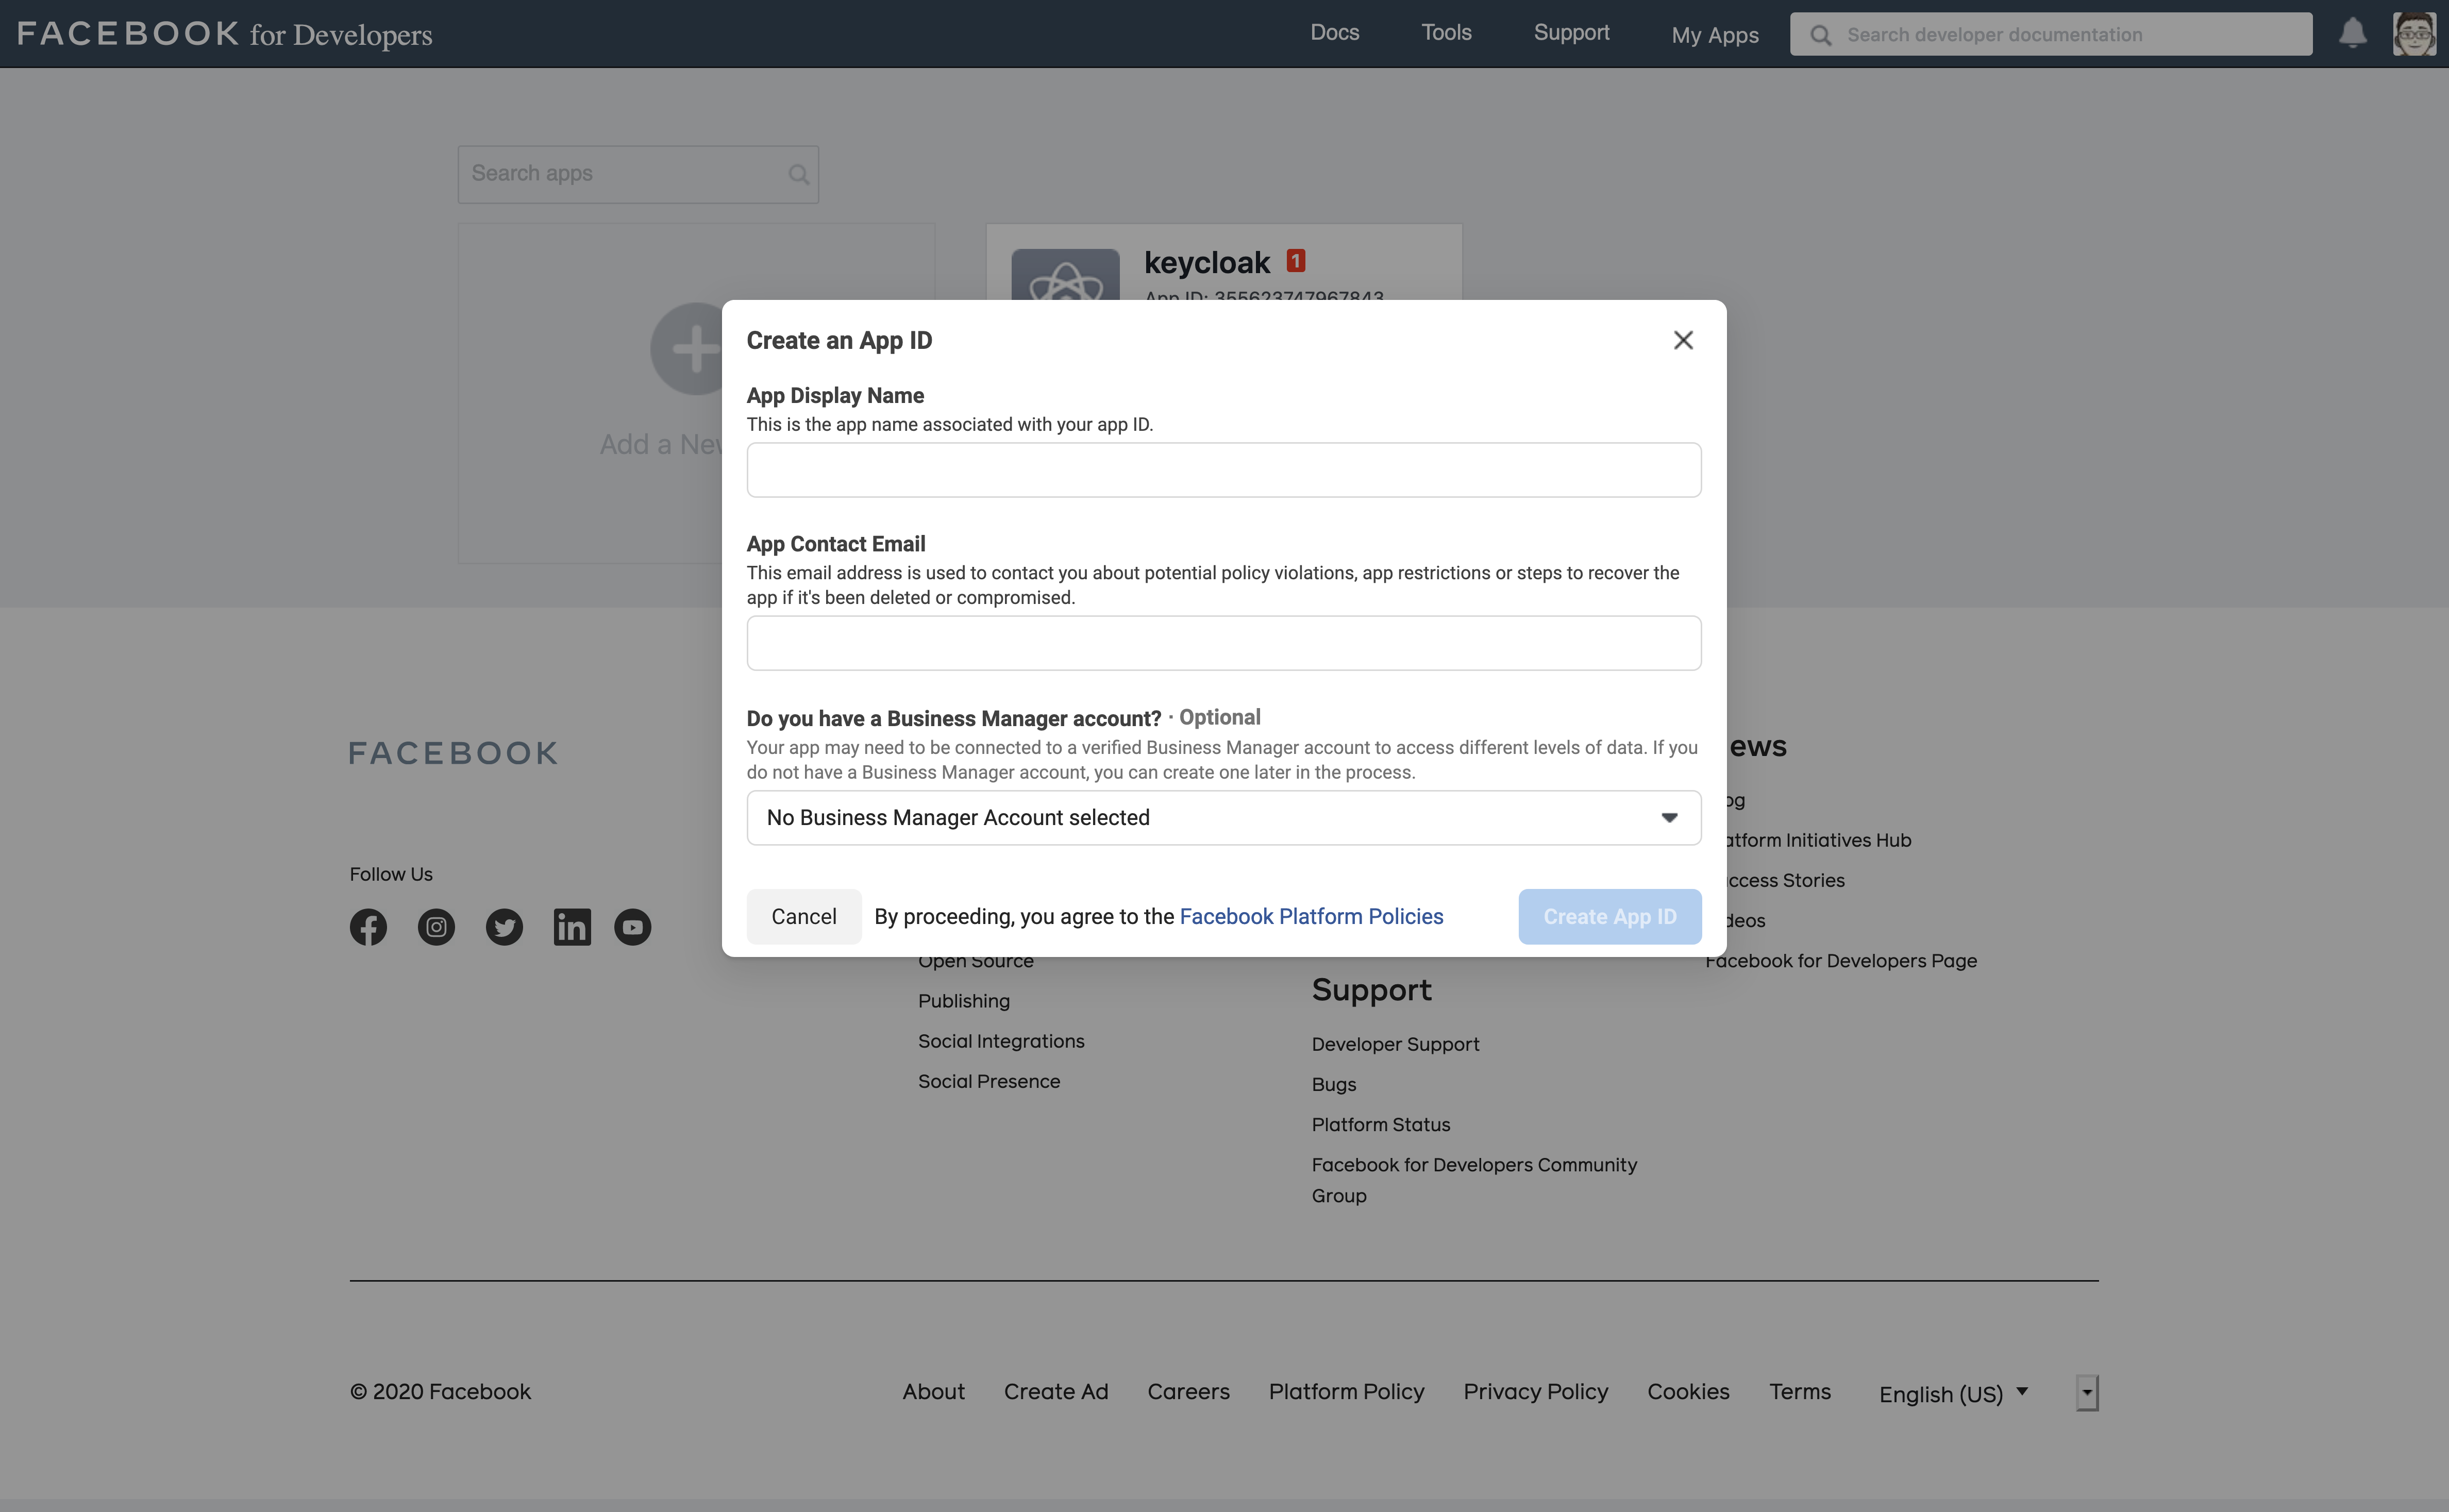 FACEBOOK for Developers
Docs
Tools
Support
My Apps
Search developer documentation
Search apps
keycloak 1
App ID: 355623747967843
Add a New
Create an App ID
App Display Name
This is the app name associated with your app ID.
App Contact Email
This email address is used to contact you about potential policy violations, app restrictions or steps to recover the
app if it's been deleted or compromised.
Do you have a Business Manager account? · Optional
Your app may need to be connected to a verified Business Manager account to access different levels of data. If you
do not have a Business Manager account, you can create one later in the process.
No Business Manager Account selected
Cancel
By proceeding, you agree to the Facebook Platform Policies
Create App ID
FACEBOOK
Follow Us
Open Source
Publishing
Social Integrations
Social Presence
Support
Developer Support
Bugs
Platform Status
Facebook for Developers Community
Group
ews
og
atform Initiatives Hub
ccess Stories
deos
Facebook for Developers Page
© 2020 Facebook
About
Create Ad
Careers
Platform Policy
Privacy Policy
Cookies
Terms
English (US)